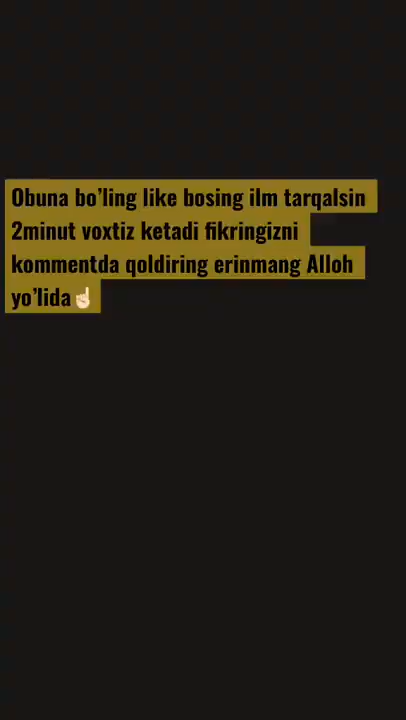 Obuna bo’ling like bosing ilm tarqalsin
2minut voxtiz ketadi fikringizni
kommentda qoldiring erinmang Alloh
yo’lida☝🏻